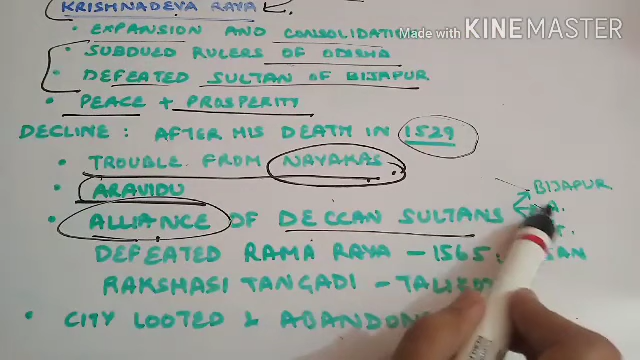 KRISHNADEVA RAYA
Made with KINEMASTER
• EXPANSION AND CONSOLIDATION
• SUBDUED RULERS OF ODISHA
• DEFEATED SULTAN OF BIJAPUR
• PEACE + PROSPERITY
DECLINE: AFTER HIS DEATH IN 1529
• TROUBLE FROM NAYAKAS
• ARAVIDU
• ALLIANCE OF DECCAN SULTANS
BIJAPUR
DEFEATED RAMA RAYA - 1565
RAKSHASI TANGADI -
• CITY LOOTED &